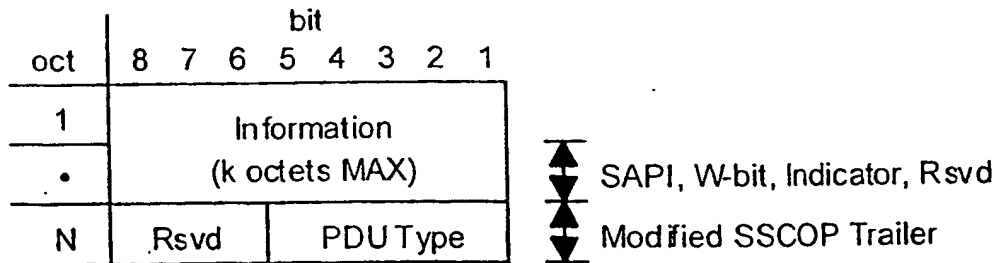 bit
oct 8 7 6 5 4 3 2 1
1 Information
• (k octets MAX) SAPI, W-bit, Indicator, Rsvd
N Rsvd PDU Type Modified SSCOP Trailer